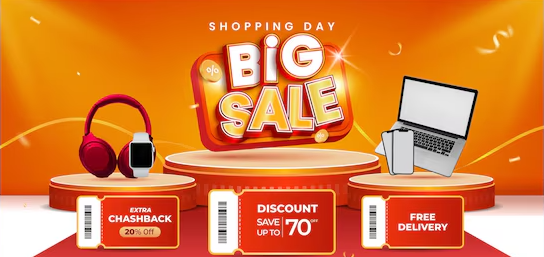 SHOPPING DAY
BiG
SALE
%
EXTRA
CHASHBACK
20% Off
DISCOUNT
SAVE
UP TO
70% OFF
FREE
DELIVERY